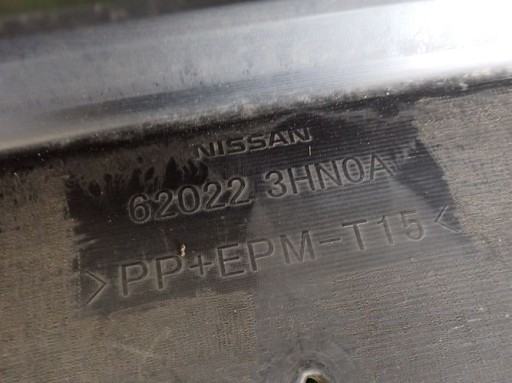 NISSAN
62022 3HN0A
>PP+EPM-T15<